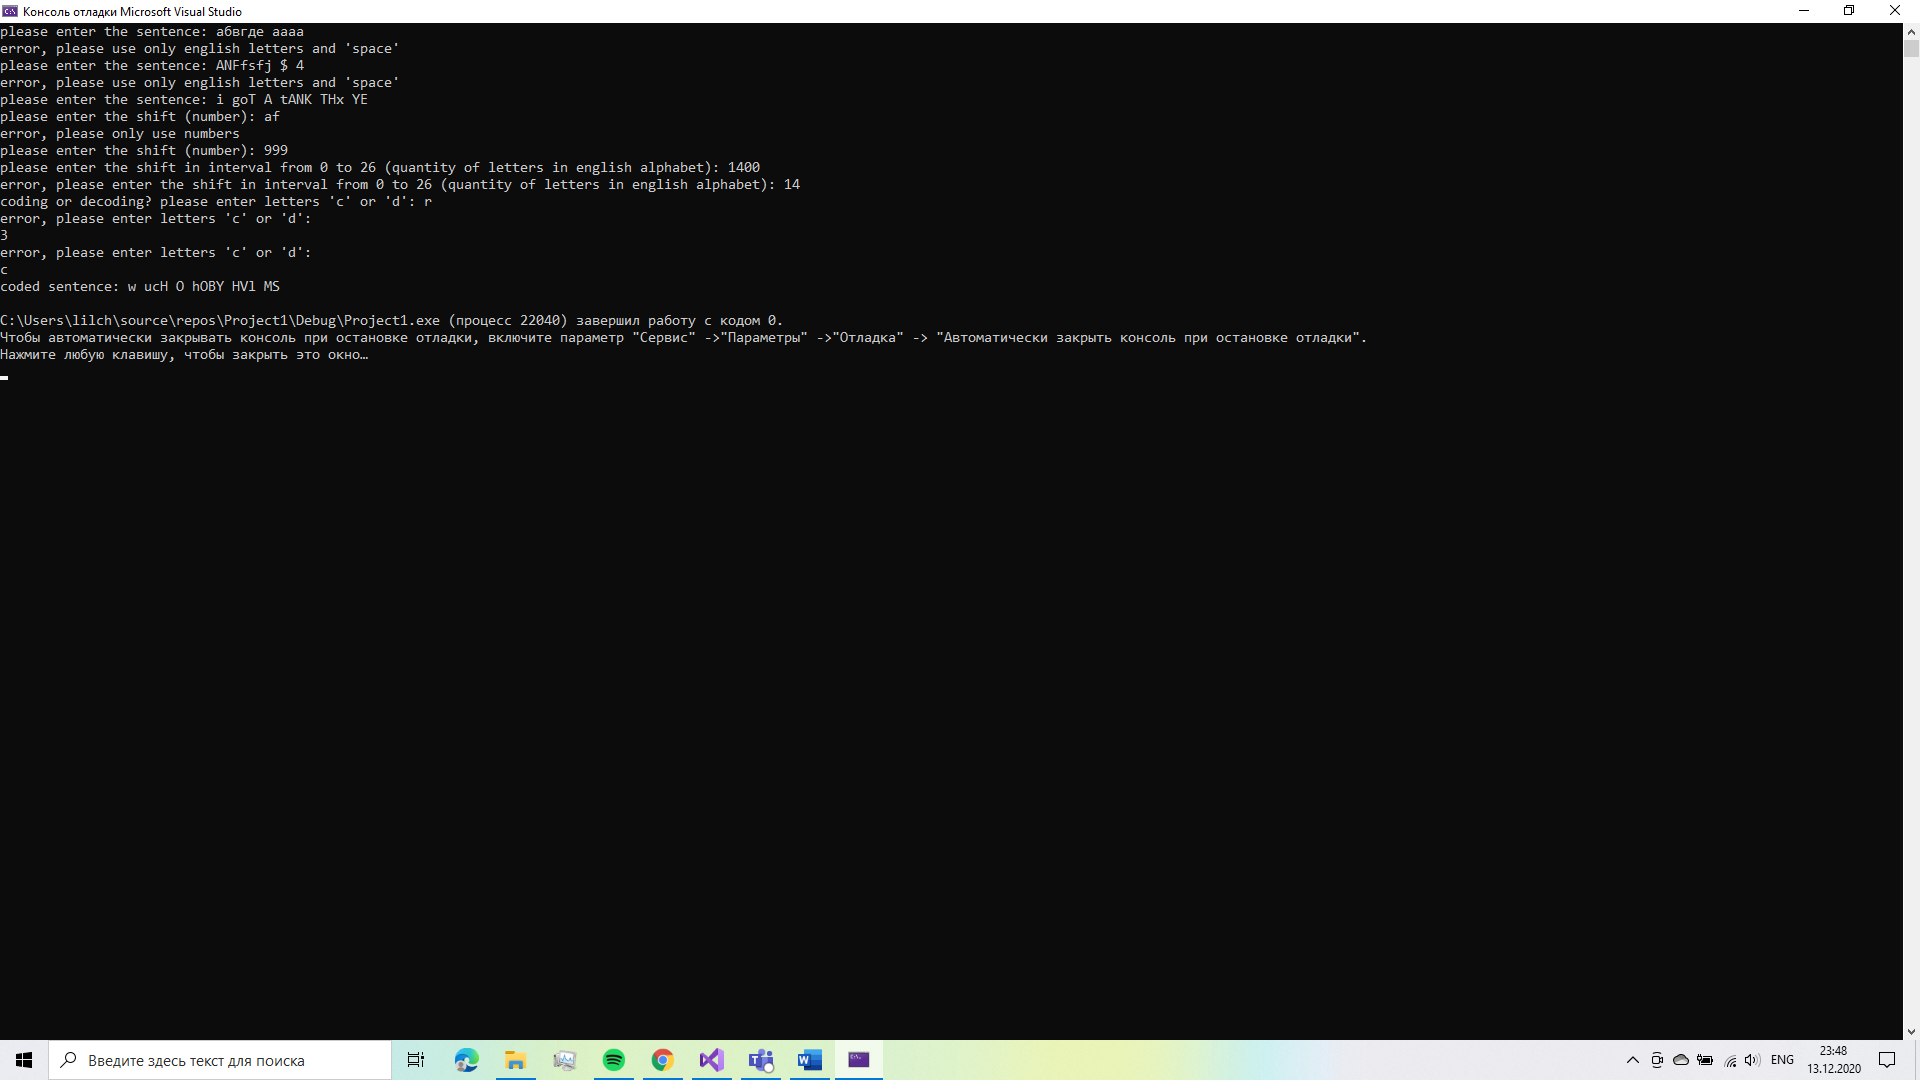 Консоль отладки Microsoft Visual Studio
please enter the sentence: абвгде аааа
error, please use only english letters and 'space'
please enter the sentence: ANFfsfj $ 4
error, please use only english letters and 'space'
please enter the sentence: i goT A tANK THx YE
please enter the shift (number): af
error, please only use numbers
please enter the shift (number): 999
please enter the shift in interval from 0 to 26 (quantity of letters in english alphabet): 1400
error, please enter the shift in interval from 0 to 26 (quantity of letters in english alphabet): 14
coding or decoding? please enter letters 'c' or 'd': r
error, please enter letters 'c' or 'd':
3
error, please enter letters 'c' or 'd':
c
coded sentence: w ucH O hOBY HVl MS
C:\Users\lilch\source\repos\Project1\Debug\Project1.exe (процесс 22040) завершил работу с кодом 0.
Чтобы автоматически закрывать консоль при остановке отладки, включите параметр "Сервис" ->"Параметры" ->"Отладка" -> "Автоматически закрыть консоль при остановке отладки".
Нажмите любую клавишу, чтобы закрыть это окно…
Введите здесь текст для поиска
ENG
23:48
13.12.2020